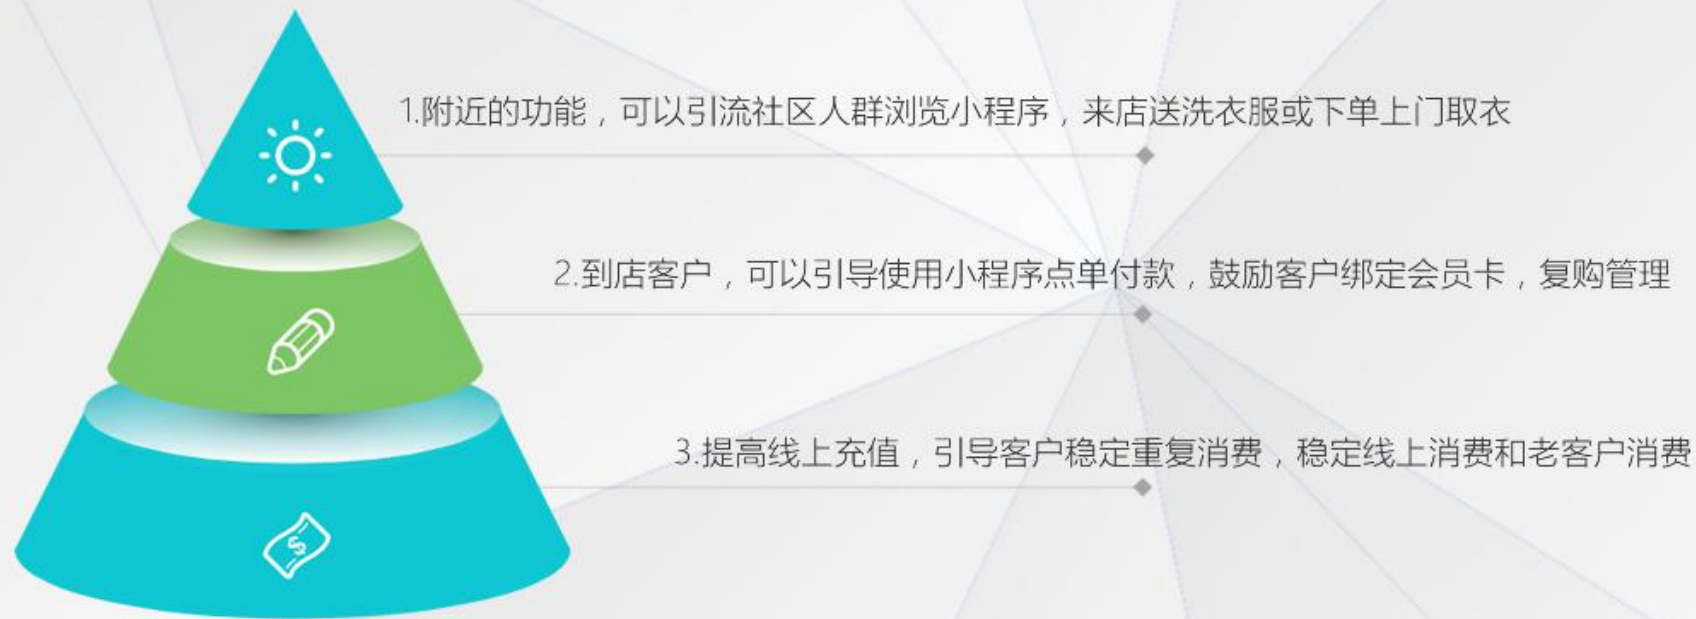 1.附近的功能，可以引流社区人群浏览小程序，来店送洗衣服或下单上门取衣
2.到店客户，可以引导使用小程序点单付款，鼓励客户绑定会员卡，复购管理
3.提高线上充值，引导客户稳定重复消费，稳定线上消费和老客户消费